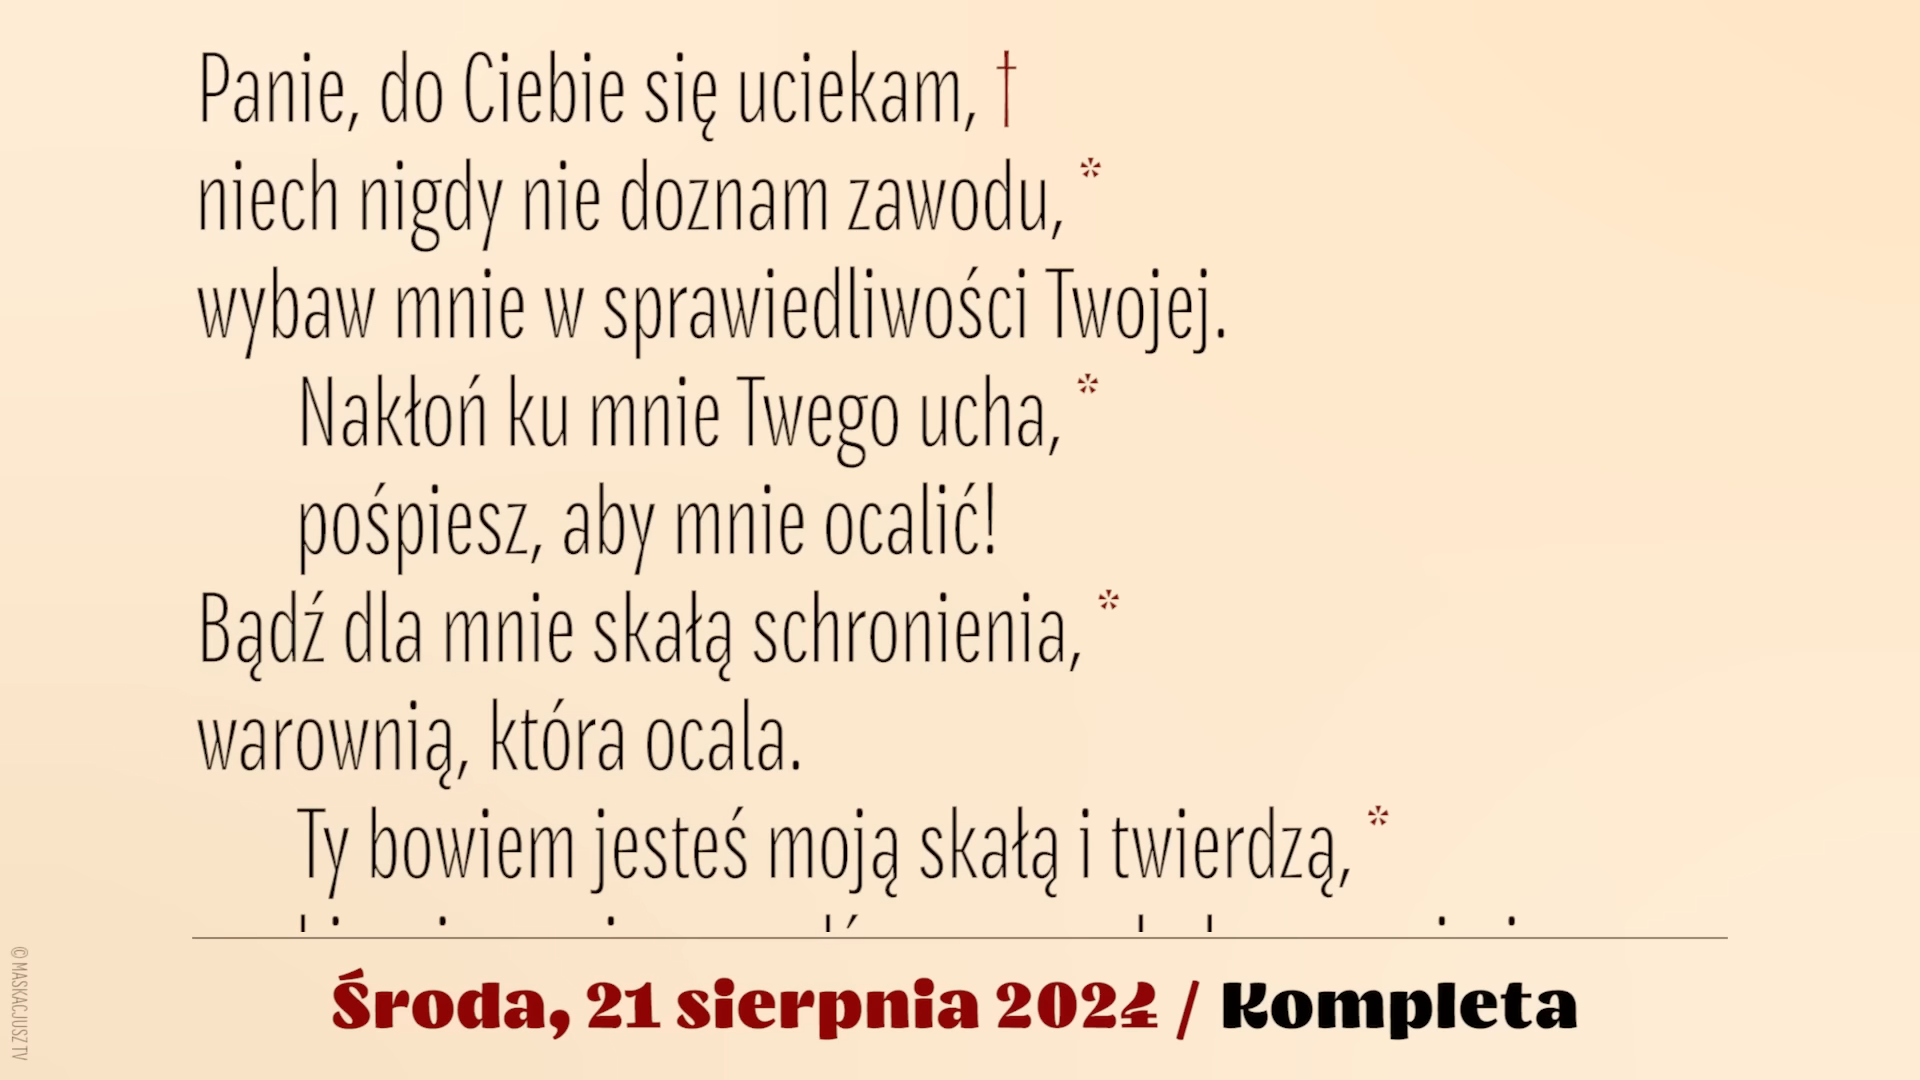 Panie, do Ciebie się uciekam, †
niech nigdy nie doznam zawodu, *
wybaw mnie w sprawiedliwości Twojej.
Nakłoń ku mnie Twego ucha, *
pośpiesz, aby mnie ocalić!
Bądź dla mnie skałą schronienia, *
warownią, która ocala.
Ty bowiem jesteś moją skałą i twierdzą, *
Środa, 21 sierpnia 2024 / Kompleta
© MASKACJUSZ TV